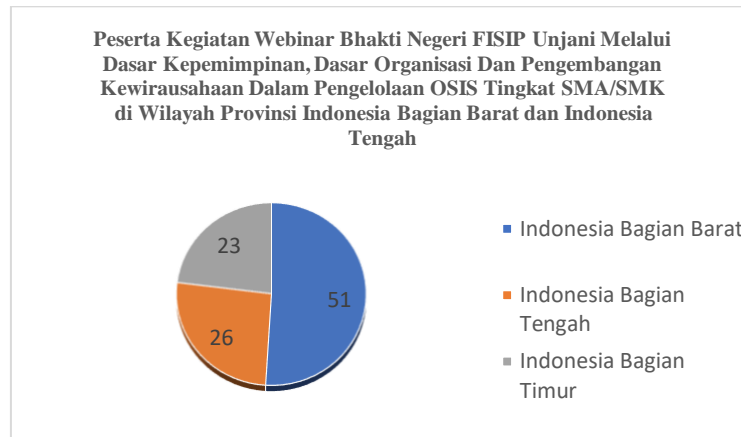 Peserta Kegiatan Webinar Bhakti Negeri FISIP Unjani Melalui
Dasar Kepemimpinan, Dasar Organisasi Dan Pengembangan
Kewirausahaan Dalam Pengelolaan OSIS Tingkat SMA/SMK
di Wilayah Provinsi Indonesia Bagian Barat dan Indonesia
Tengah
23
51
26
Indonesia Bagian Barat
Indonesia Bagian
Tengah
Indonesia Bagian
Timur